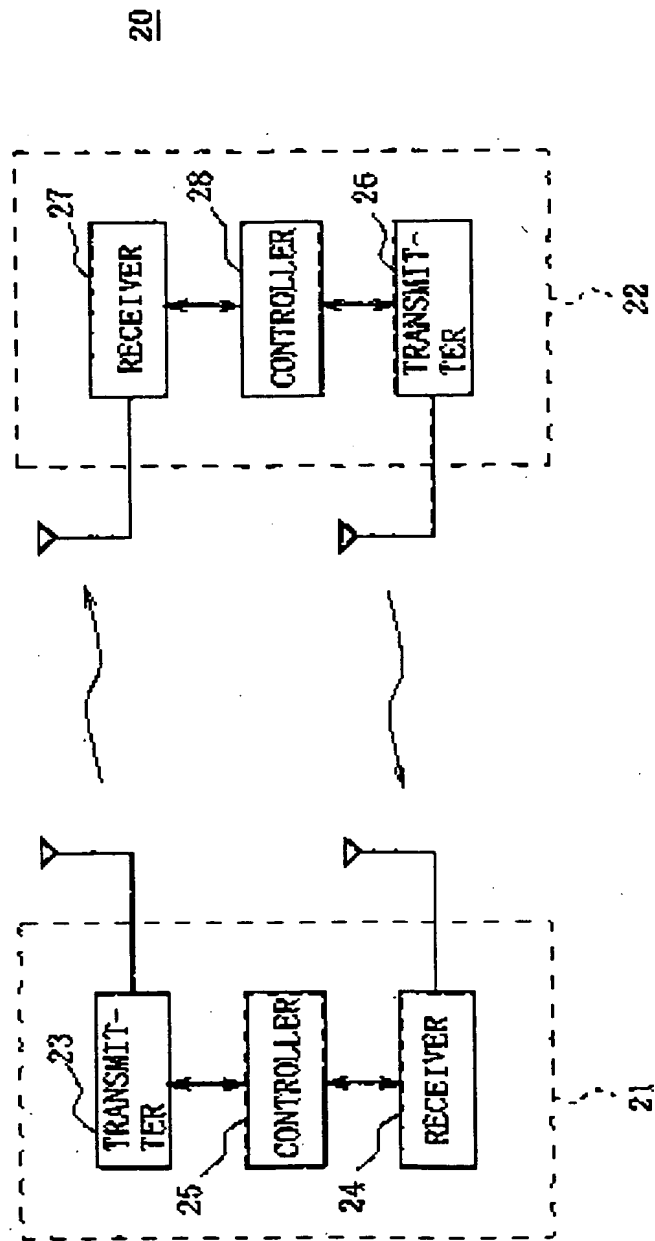 20
27
RECEIVER
28
CONTROLLER
26
TRANSMIT-
TER
22
23
TRANSMIT-
TER
25
CONTROLLER
24
RECEIVER
21